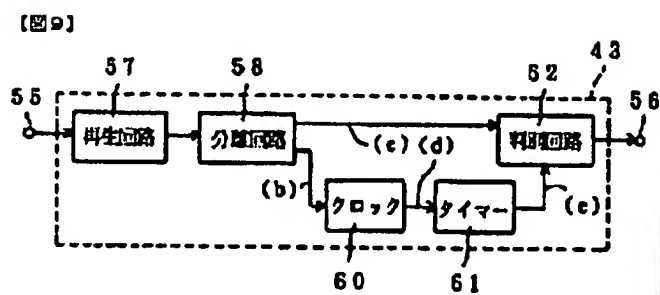 【図9】
57
58
62
43
55
56
再生回路
分離回路
判断回路
(c)
(d)
(b)
(e)
クロック
タイマー
60
61